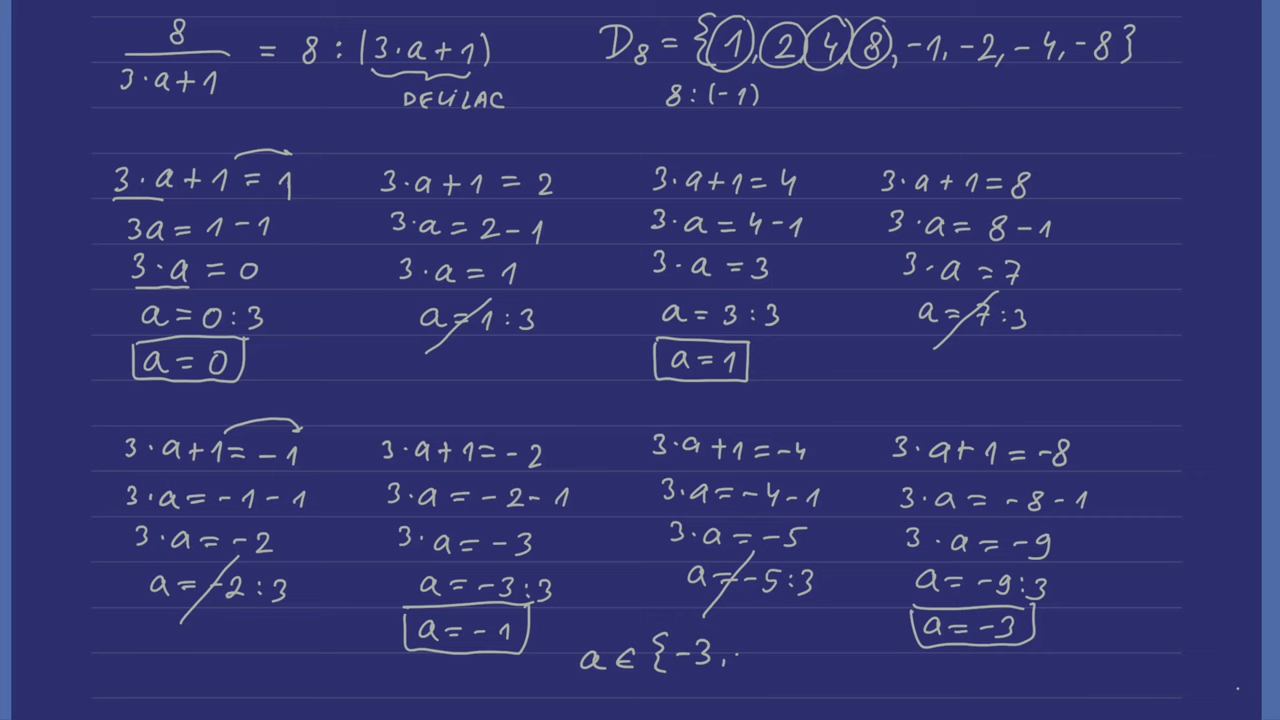 8/(3·a+1) = 8 : (3·a+1)
DELILAC
D₈ = {1, 2, 4, 8, -1, -2, -4, -8}
8:(-1)
3·a+1=1
3a=1-1
3·a=0
a=0:3
a=0
3·a+1=2
3·a=2-1
3·a=1
a=1:3
3·a+1=4
3·a=4-1
3·a=3
a=3:3
a=1
3·a+1=8
3·a=8-1
3·a=7
a=7:3
3·a+1=-1
3·a=-1-1
3·a=-2
a=-2:3
3·a+1=-2
3·a=-2-1
3·a=-3
a=-3:3
a=-1
3·a+1=-4
3·a=-4-1
3·a=-5
a=-5:3
3·a+1=-8
3·a=-8-1
3·a=-9
a=-9:3
a=-3
a∈{-3,